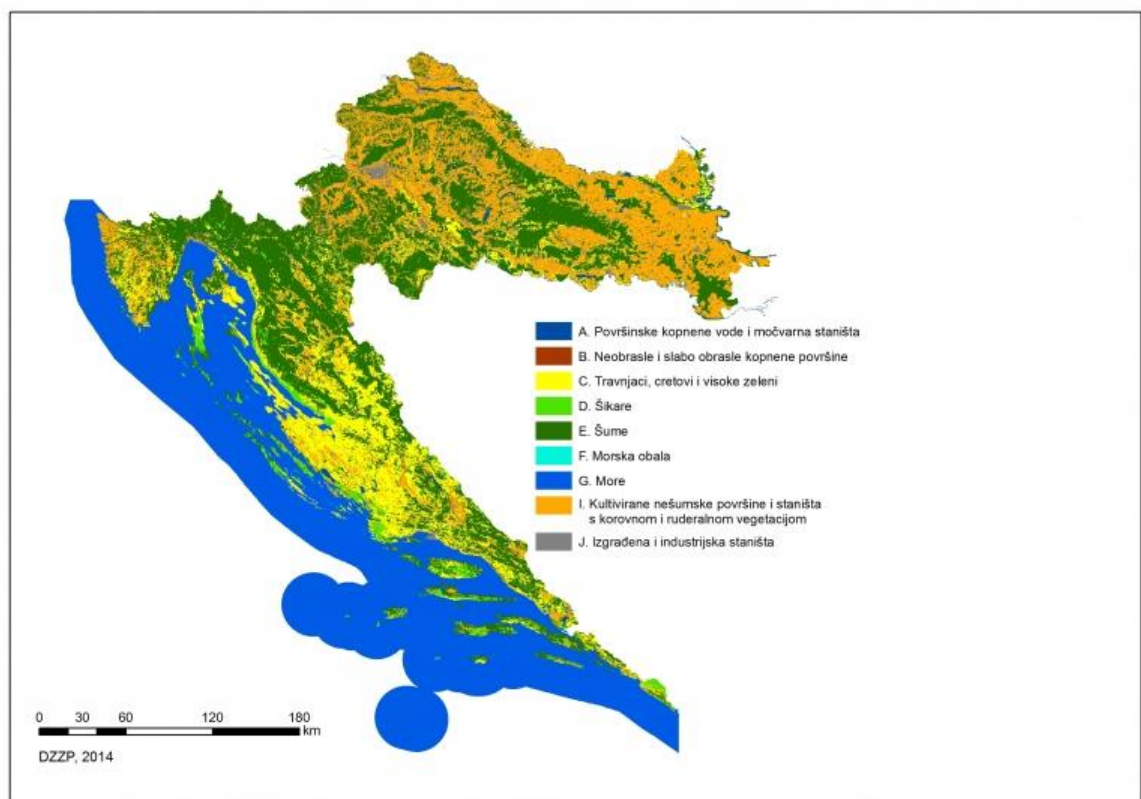 A. Površinske kopnene vode i močvarna staništa
B. Neobrasle i slabo obrasle kopnene površine
C. Travnjaci, cretovi i visoke zeleni
D. Šikare
E. Šume
F. Morska obala
G. More
I. Kultivirane nešumske površine i staništa
s korovnom i ruderalnom vegetacijom
J. Izgrađena i industrijska staništa
0 30 60 120 180
km
DZZP, 2014